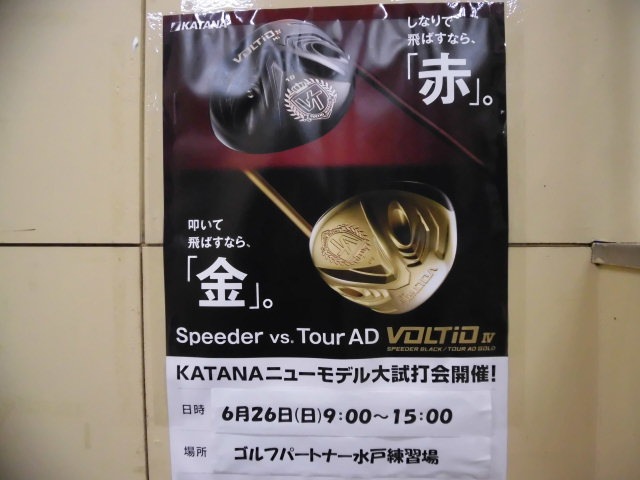 KATANA
しなりで
飛ばすなら、
「赤」。
VOLTiO IV
TO
VT
叩いて
飛ばすなら、
「金」。
Speeder vs. Tour AD VOLTiO IV
SPEEDER BLACK/TOUR AD GOLD
KATANAニューモデル大試打会開催!
日時 6月26日(日)9:00～15:00
場所 ゴルフパートナー水戸練習場